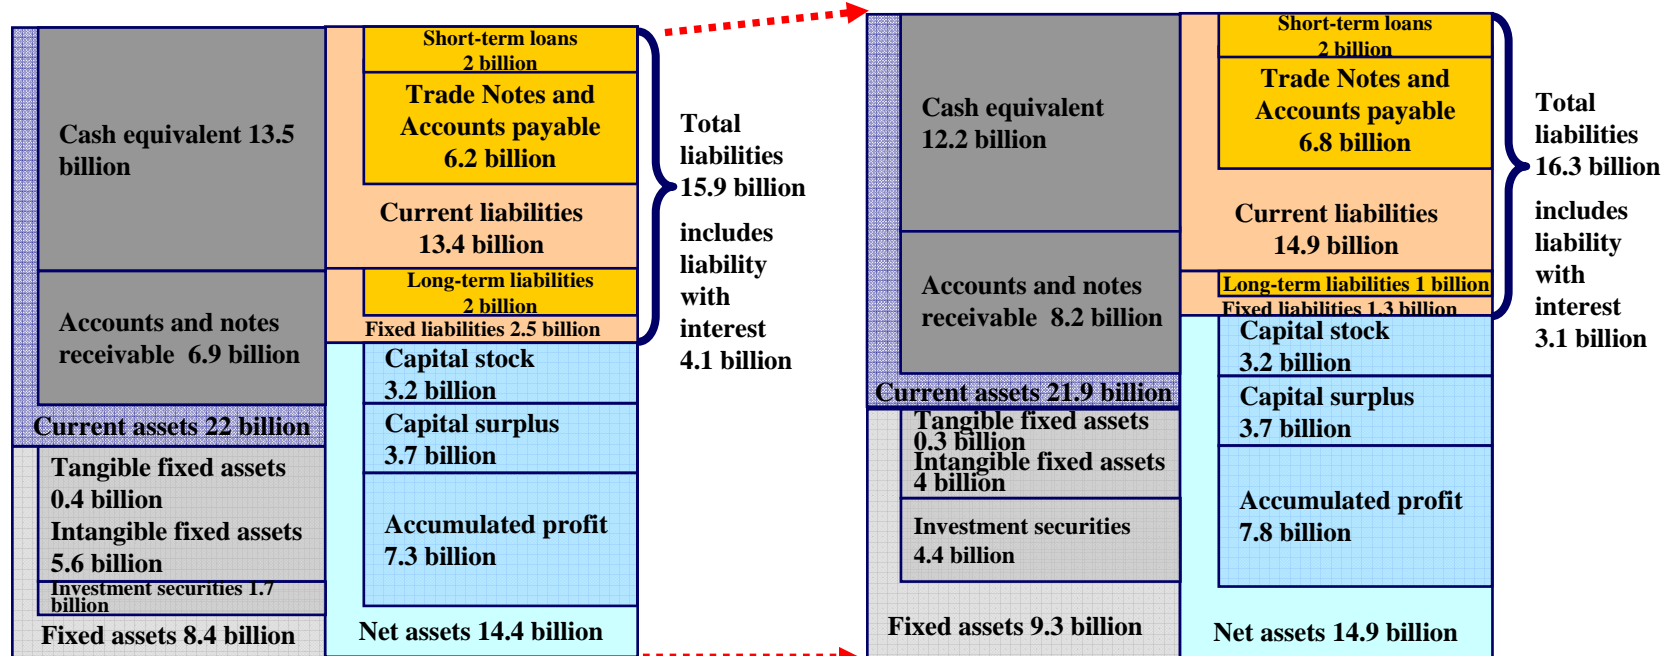 Cash equivalent 13.5
billion
Accounts and notes
receivable 6.9 billion
Current assets 22 billion
Tangible fixed assets
0.4 billion
Intangible fixed assets
5.6 billion
Investment securities 1.7
billion
Fixed assets 8.4 billion
Short-term loans
2 billion
Trade Notes and
Accounts payable
6.2 billion
Current liabilities
13.4 billion
Long-term liabilities
2 billion
Fixed liabilities 2.5 billion
Capital stock
3.2 billion
Capital surplus
3.7 billion
Accumulated profit
7.3 billion
Net assets 14.4 billion
Total
liabilities
15.9 billion
includes
liability
with
interest
4.1 billion
Cash equivalent
12.2 billion
Accounts and notes
receivable 8.2 billion
Current assets 21.9 billion
Tangible fixed assets
0.3 billion
Intangible fixed assets
4 billion
Investment securities
4.4 billion
Fixed assets 9.3 billion
Short-term loans
2 billion
Trade Notes and
Accounts payable
6.8 billion
Current liabilities
14.9 billion
Long-term liabilities 1 billion
Fixed liabilities 1.3 billion
Capital stock
3.2 billion
Capital surplus
3.7 billion
Accumulated profit
7.8 billion
Net assets 14.9 billion
Total
liabilities
16.3 billion
includes
liability
with
interest
3.1 billion